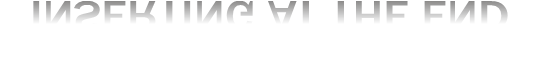 INSERTING AT THE END